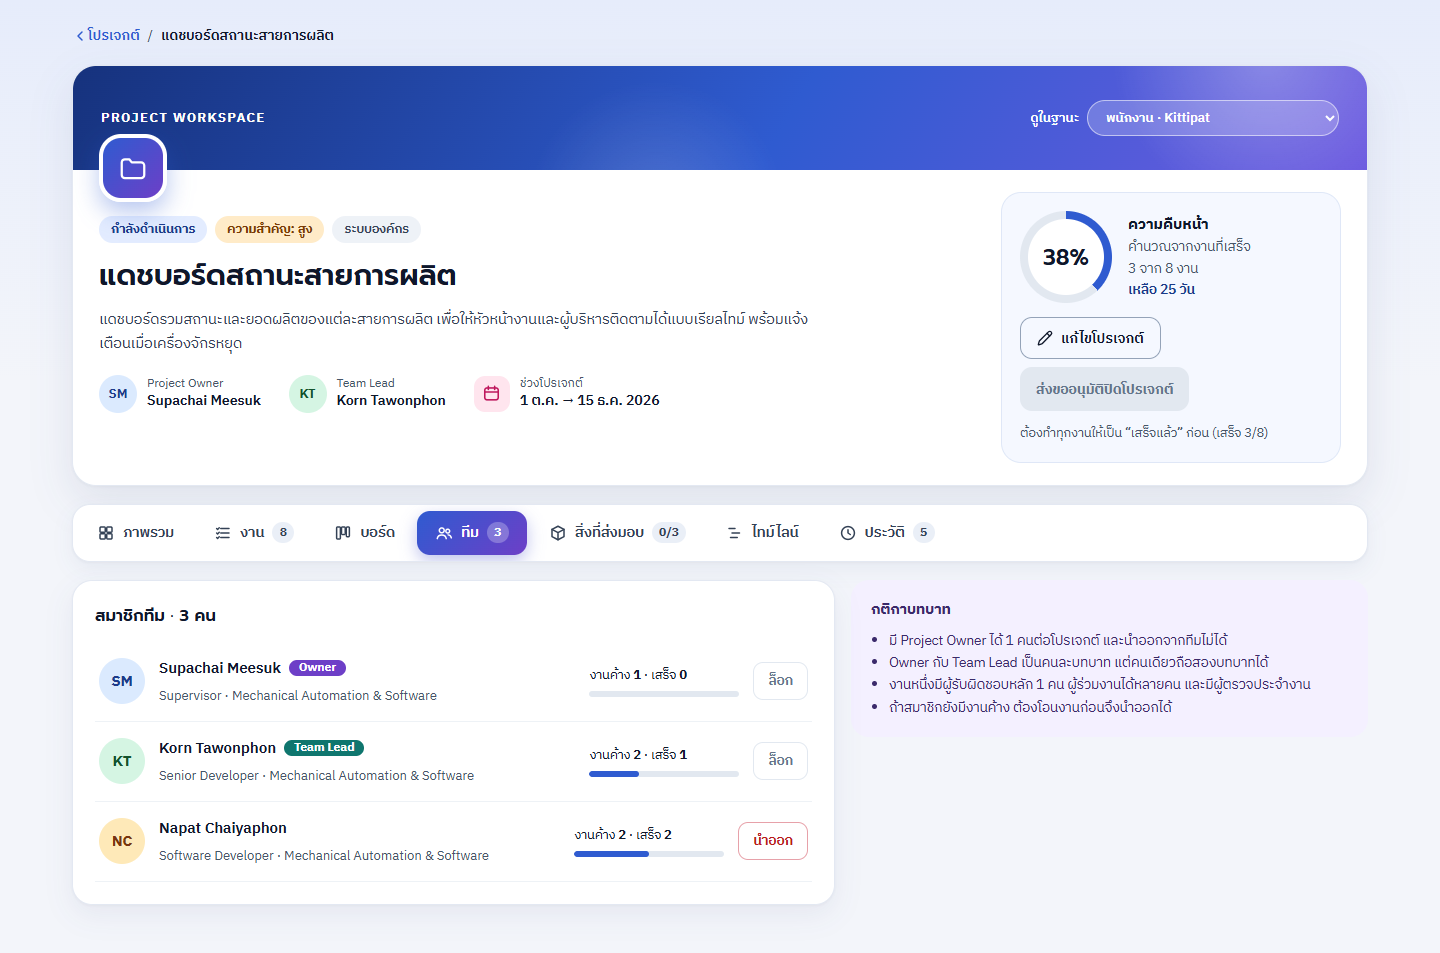 โปรเจกต์ / แดชบอร์ดสถานะสายการผลิต
PROJECT WORKSPACE
ดูในฐานะ
พนักงาน · Kittipat
กำลังดำเนินการ
ความสำคัญ: สูง
ระบบองค์กร
แดชบอร์ดสถานะสายการผลิต
แดชบอร์ดรวมสถานะและยอดผลิตของแต่ละสายการผลิต เพื่อให้หัวหน้างานและผู้บริหารติดตามได้แบบเรียลไทม์ พร้อมแจ้ง
เตือนเมื่อเครื่องจักรหยุด
SM
Project Owner
Supachai Meesuk
KT
Team Lead
Korn Tawonphon
ช่วงโปรเจกต์
1 ต.ค. → 15 ธ.ค. 2026
38%
ความคืบหน้า
คำนวณจากงานที่เสร็จ
3 จาก 8 งาน
เหลือ 25 วัน
แก้ไขโปรเจกต์
ส่งขออนุมัติปิดโปรเจกต์
ต้องทำทุกงานให้เป็น “เสร็จแล้ว” ก่อน (เสร็จ 3/8)
ภาพรวม
งาน 8
บอร์ด
ทีม 3
สิ่งที่ส่งมอบ 0/3
ไทม์ไลน์
ประวัติ 5
สมาชิกทีม · 3 คน
SM
Supachai Meesuk Owner
Supervisor · Mechanical Automation & Software
งานค้าง 1 · เสร็จ 0
ล็อก
KT
Korn Tawonphon Team Lead
Senior Developer · Mechanical Automation & Software
งานค้าง 2 · เสร็จ 1
ล็อก
NC
Napat Chaiyaphon
Software Developer · Mechanical Automation & Software
งานค้าง 2 · เสร็จ 2
นำออก
กติกาบทบาท
• มี Project Owner ได้ 1 คนต่อโปรเจกต์ และนำออกจากทีมไม่ได้
• Owner กับ Team Lead เป็นคนละบทบาท แต่คนเดียวถือสองบทบาทได้
• งานหนึ่งมีผู้รับผิดชอบหลัก 1 คน ผู้ร่วมงานได้หลายคน และมีผู้ตรวจประจำงาน
• ถ้าสมาชิกยังมีงานค้าง ต้องโอนงานก่อนจึงนำออกได้